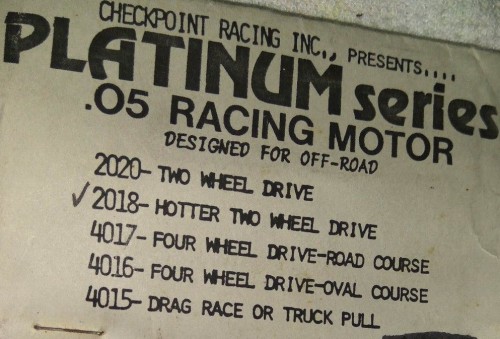 CHECKPOINT RACING INC., PRESENTS....
PLATINUM series
.05 RACING MOTOR
DESIGNED FOR OFF-ROAD
2020- TWO WHEEL DRIVE
✓2018- HOTTER TWO WHEEL DRIVE
4017- FOUR WHEEL DRIVE-ROAD COURSE
4016- FOUR WHEEL DRIVE-OVAL COURSE
4015- DRAG RACE OR TRUCK PULL